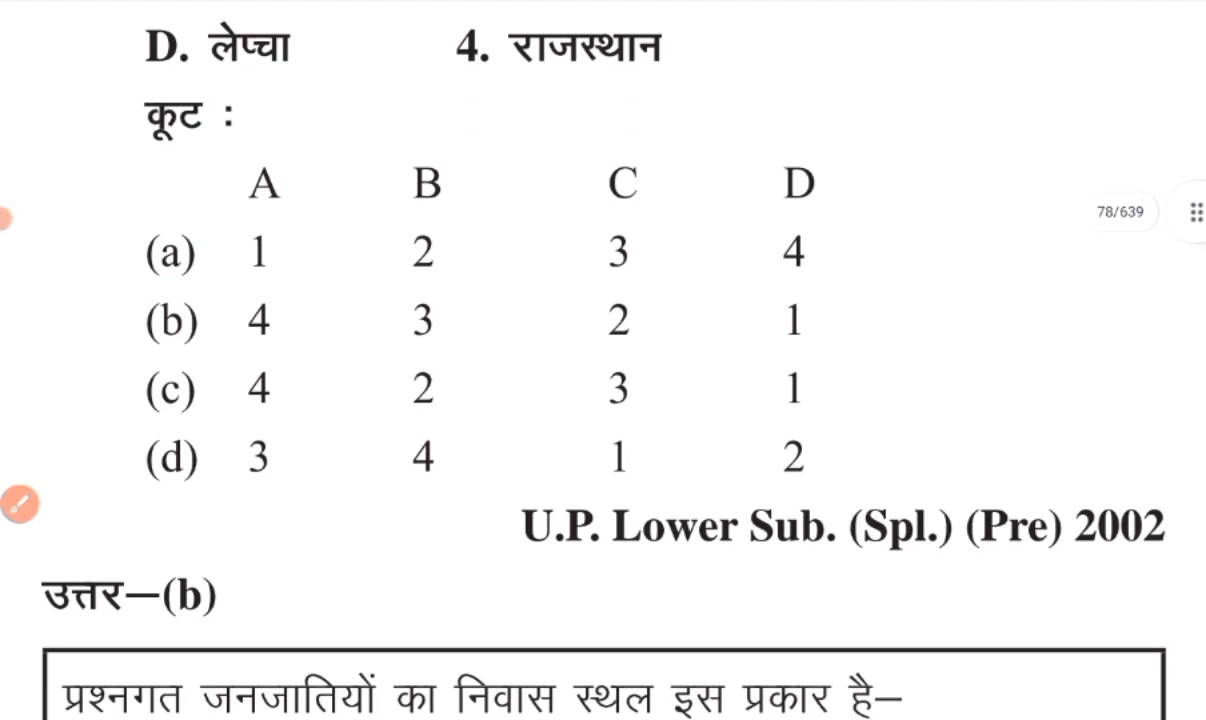 D. लेप्चा 4. राजस्थान
कूट :
A B C D
78/639
(a) 1 2 3 4
(b) 4 3 2 1
(c) 4 2 3 1
(d) 3 4 1 2
U.P. Lower Sub. (Spl.) (Pre) 2002
उत्तर—(b)
प्रश्नगत जनजातियों का निवास स्थल इस प्रकार है—